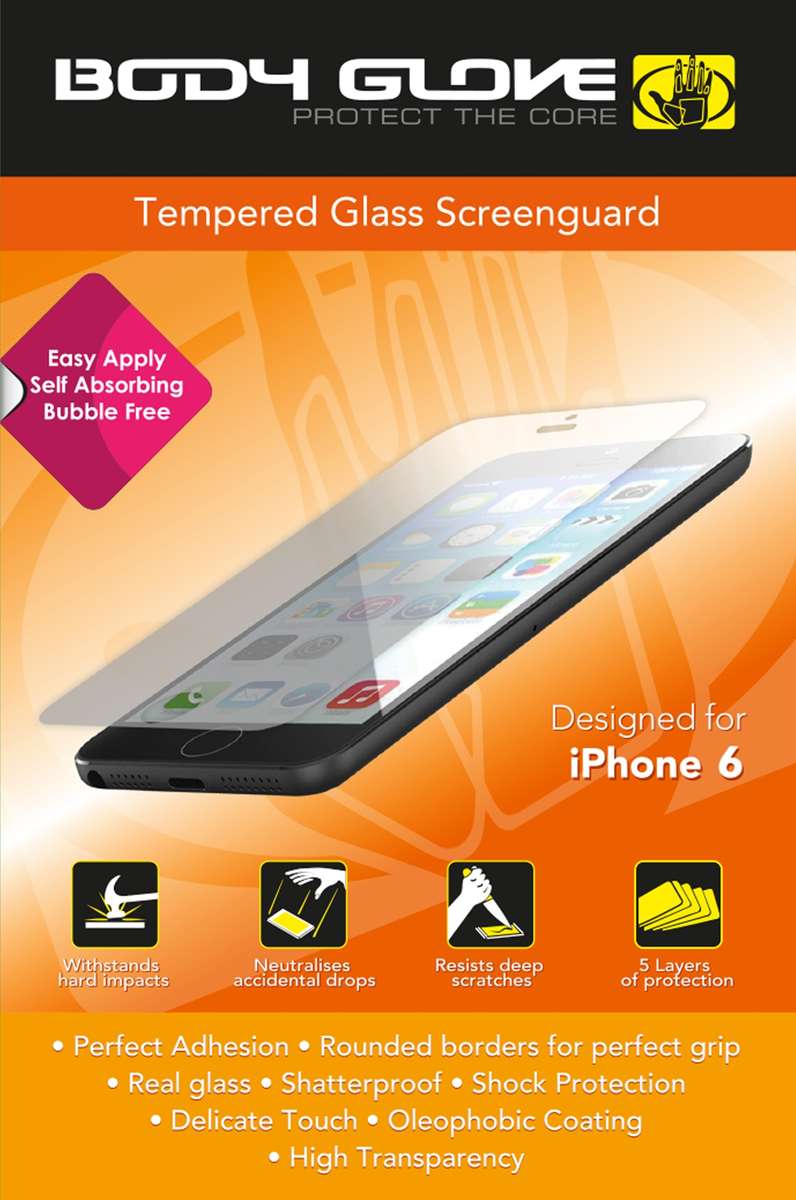 BODY GLOVE
PROTECT THE CORE
Tempered Glass Screenguard
Easy Apply
Self Absorbing
Bubble Free
Designed for
iPhone 6
Withstands
hard impacts
Neutralises
accidental drops
Resists deep
scratches
5 Layers
of protection
• Perfect Adhesion • Rounded borders for perfect grip
• Real glass • Shatterproof • Shock Protection
• Delicate Touch • Oleophobic Coating
• High Transparency